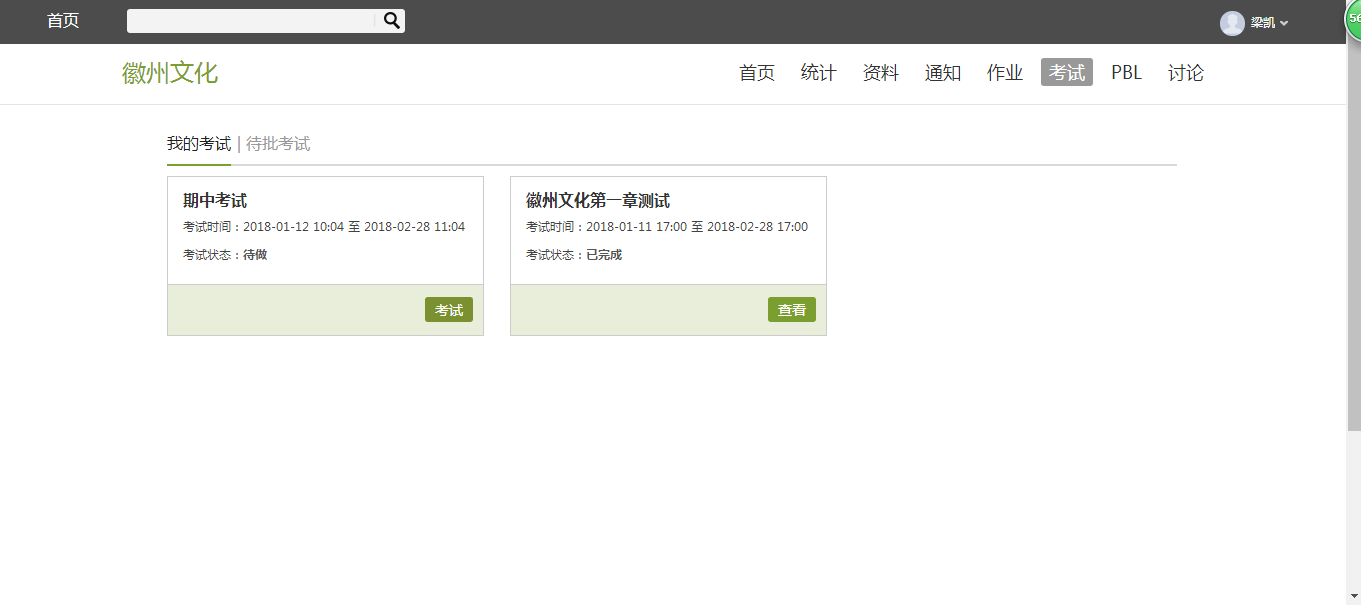 首页
梁凯
56
徽州文化
首页 统计 资料 通知 作业 考试 PBL 讨论
我的考试 | 待批考试
期中考试
考试时间：2018-01-12 10:04 至 2018-02-28 11:04
考试状态：待做
考试
徽州文化第一章测试
考试时间：2018-01-11 17:00 至 2018-02-28 17:00
考试状态：已完成
查看